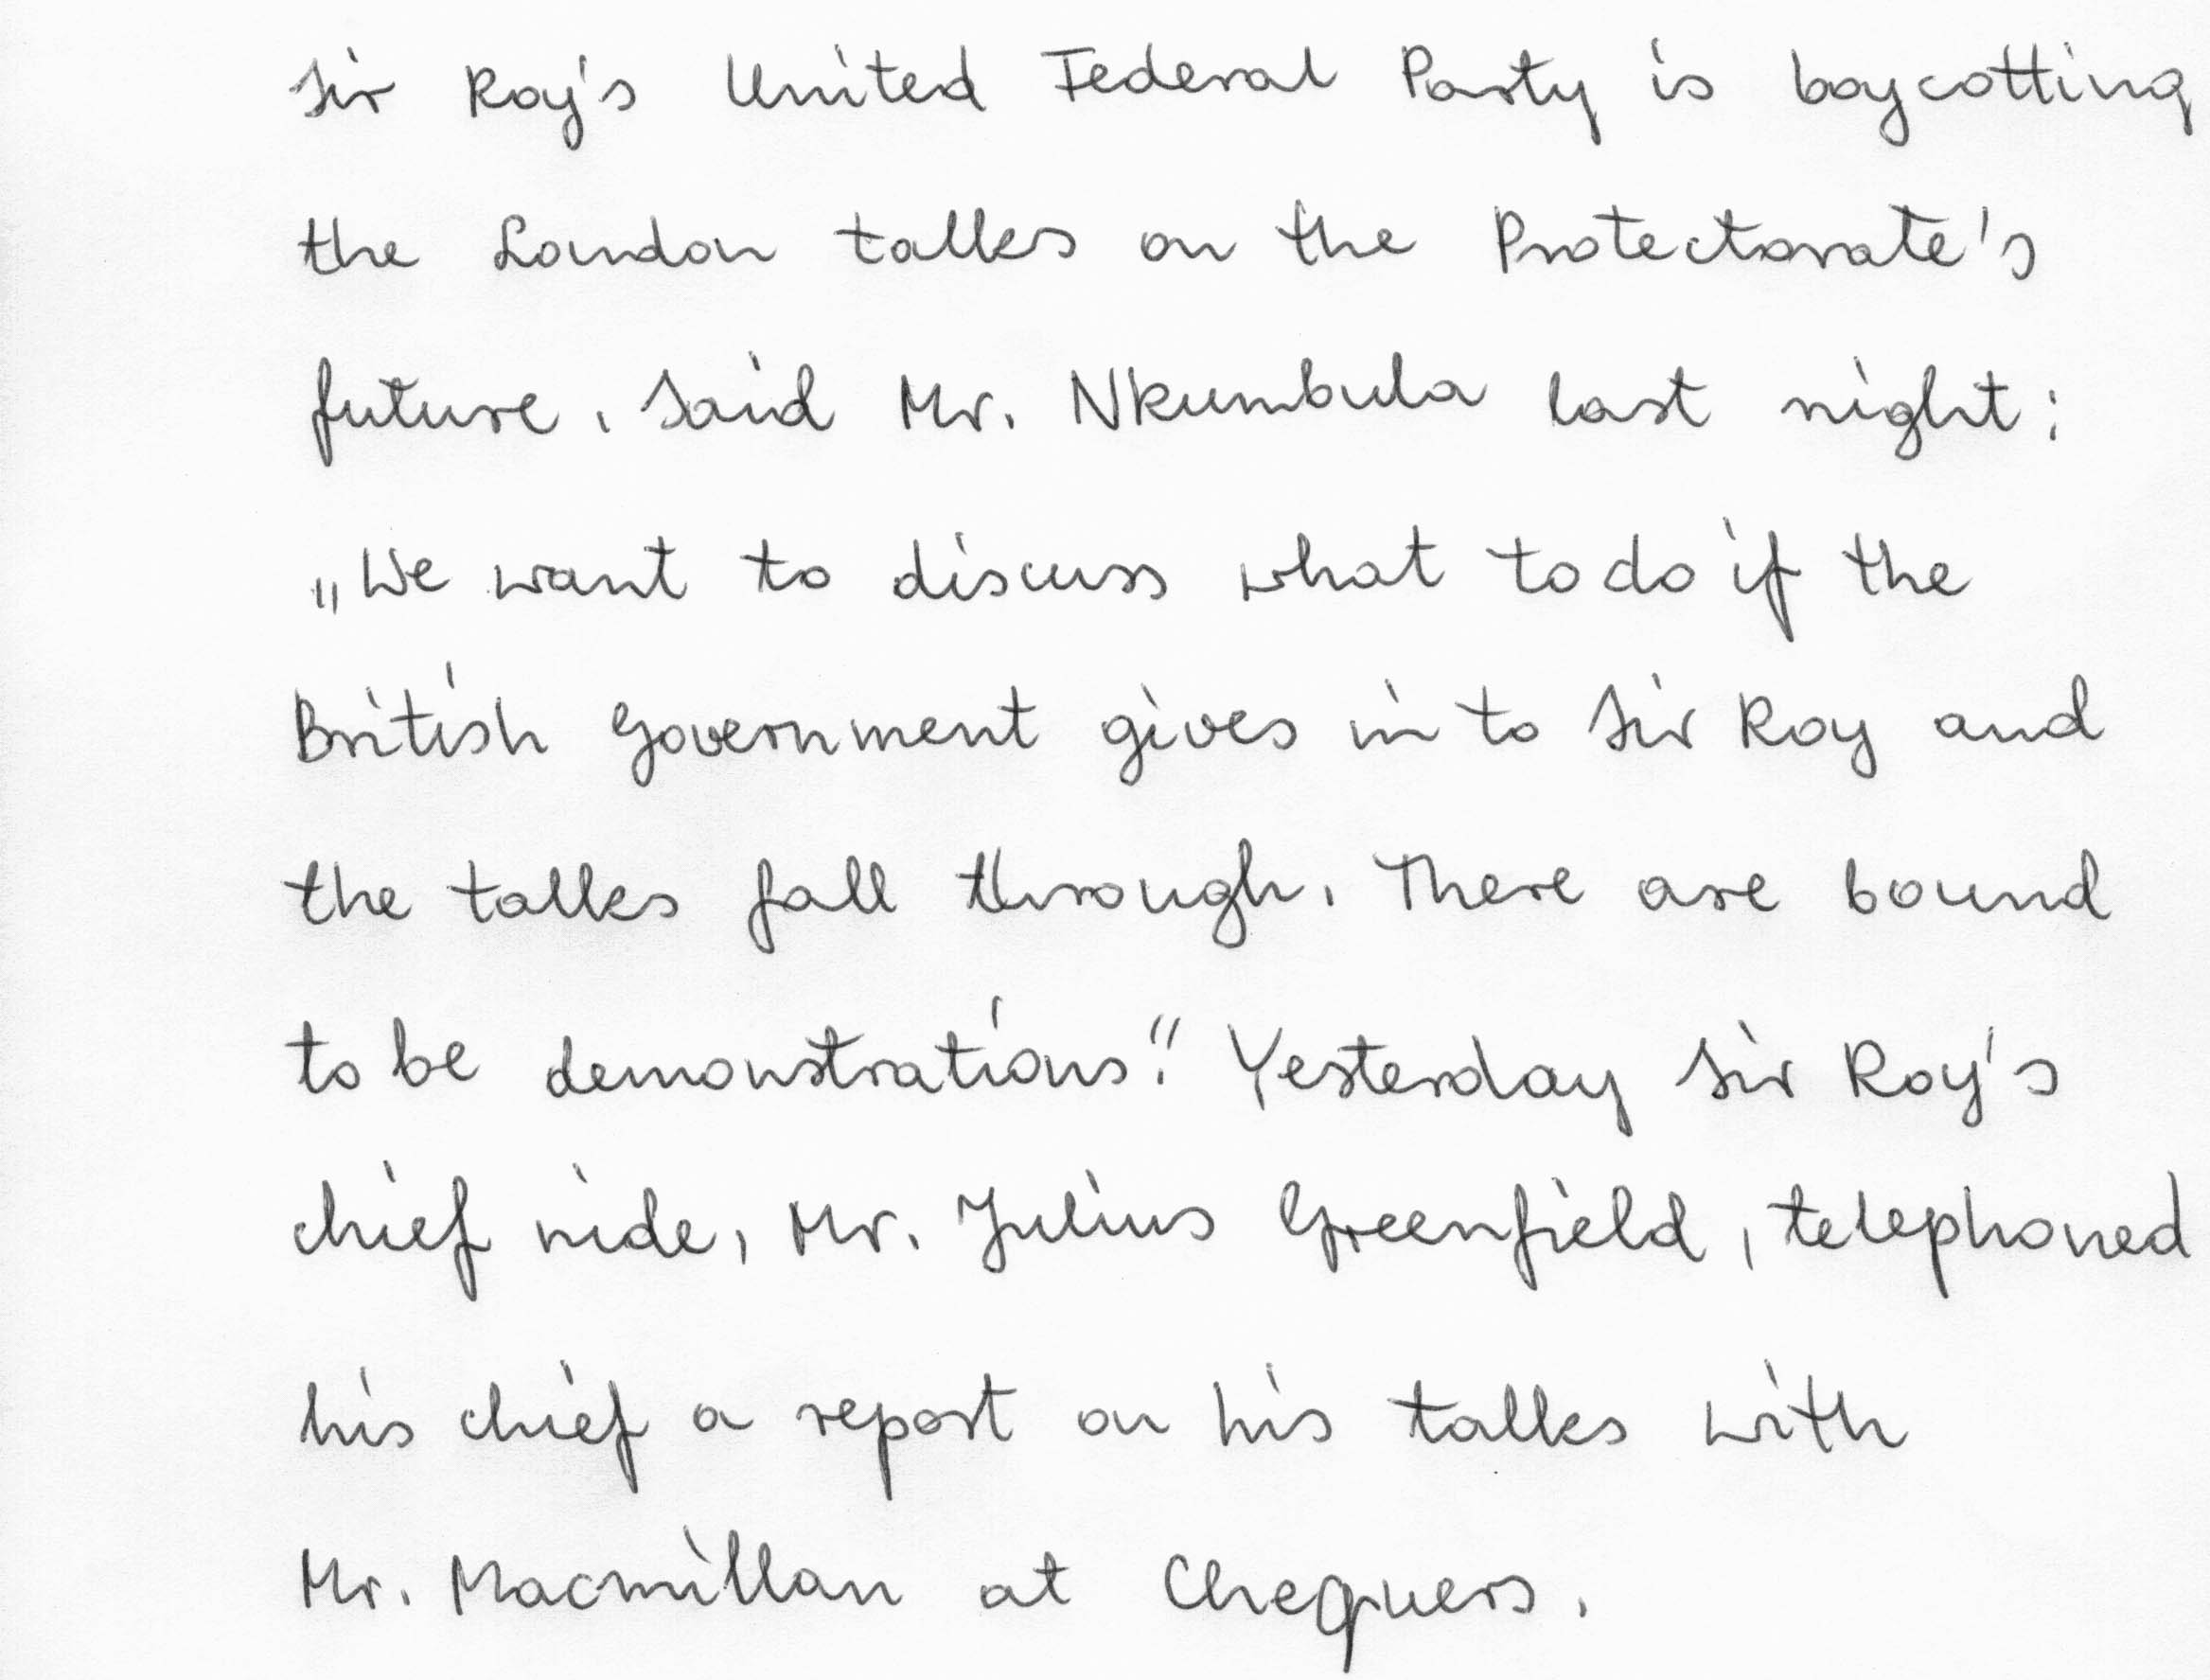 Sir Roy's United Federal Party is boycotting
the London talks on the Protectorate's
future. Said Mr. Nkumbula last night:
„We want to discuss what to do if the
British Government gives in to Sir Roy and
the talks fall through. There are bound
to be demonstrations." Yesterday Sir Roy's
chief nide, Mr. Julius Greenfield, telephoned
his chief a report on his talks with
Mr. Macmillan at Chequers.